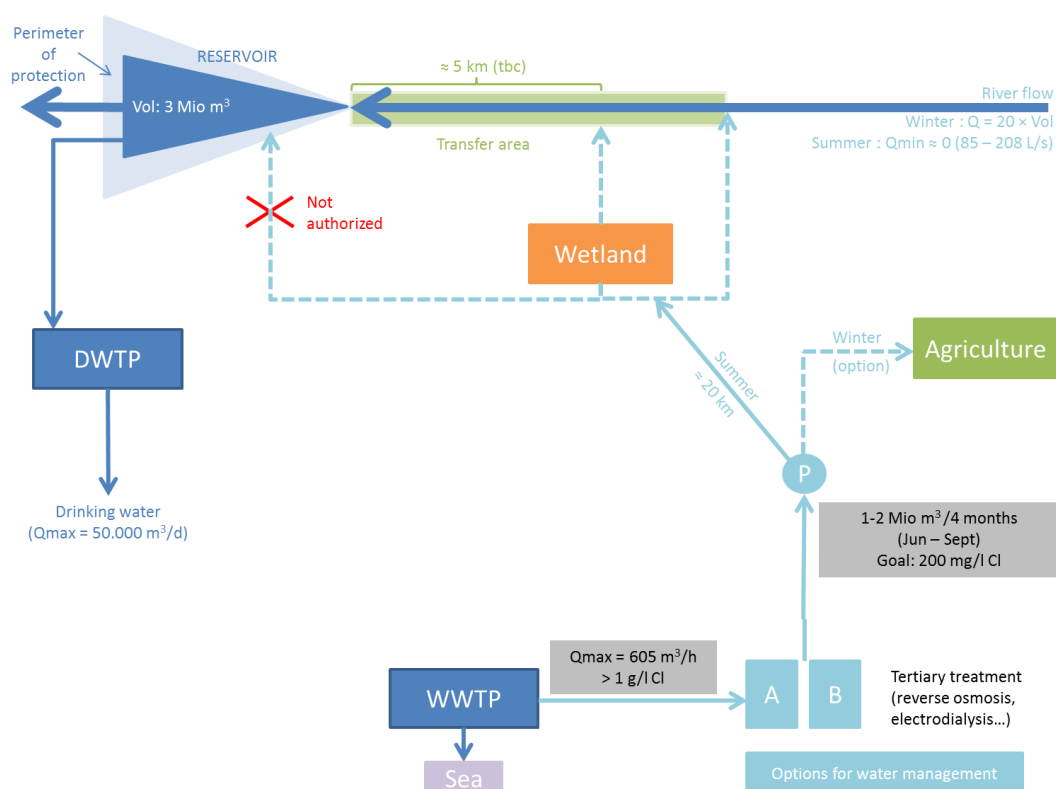 Perimeter
of
protection
RESERVOIR
≈ 5 km (tbc)
Vol: 3 Mio m³
River flow
Winter : Q = 20 × Vol
Summer : Qmin ≈ 0 (85 – 208 L/s)
Transfer area
Not
authorized
Wetland
DWTP
Summer
≈ 20 km
Winter
(option)
Agriculture
P
Drinking water
(Qmax = 50.000 m³/d)
1-2 Mio m³/4 months
(Jun – Sept)
Goal: 200 mg/l Cl
Qmax = 605 m³/h
> 1 g/l Cl
WWTP
A
B
Tertiary treatment
(reverse osmosis,
electrodialysis...)
Sea
Options for water management